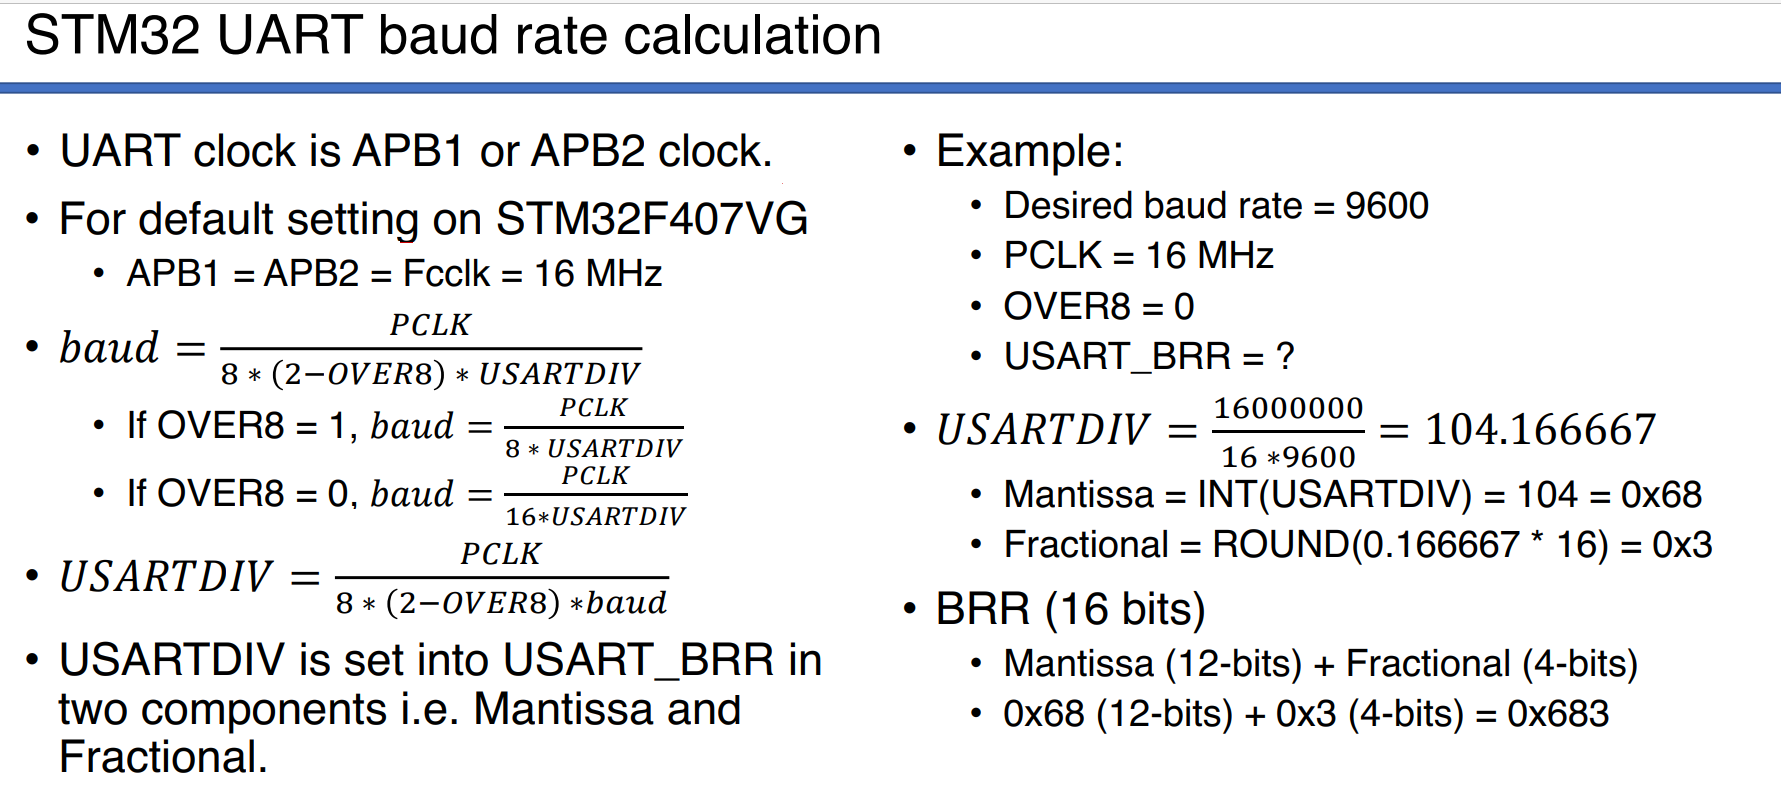 STM32 UART baud rate calculation
• UART clock is APB1 or APB2 clock.
• For default setting on STM32F407VG
• APB1 = APB2 = Fcclk = 16 MHz
• baud = PCLK / 8 * (2−OVER8) * USARTDIV
• If OVER8 = 1, baud = PCLK / 8 * USARTDIV
• If OVER8 = 0, baud = PCLK / 16*USARTDIV
• USARTDIV = PCLK / 8 * (2−OVER8) *baud
• USARTDIV is set into USART_BRR in
two components i.e. Mantissa and
Fractional.
• Example:
• Desired baud rate = 9600
• PCLK = 16 MHz
• OVER8 = 0
• USART_BRR = ?
• USARTDIV = 16000000 / 16 *9600 = 104.166667
• Mantissa = INT(USARTDIV) = 104 = 0x68
• Fractional = ROUND(0.166667 * 16) = 0x3
• BRR (16 bits)
• Mantissa (12-bits) + Fractional (4-bits)
• 0x68 (12-bits) + 0x3 (4-bits) = 0x683